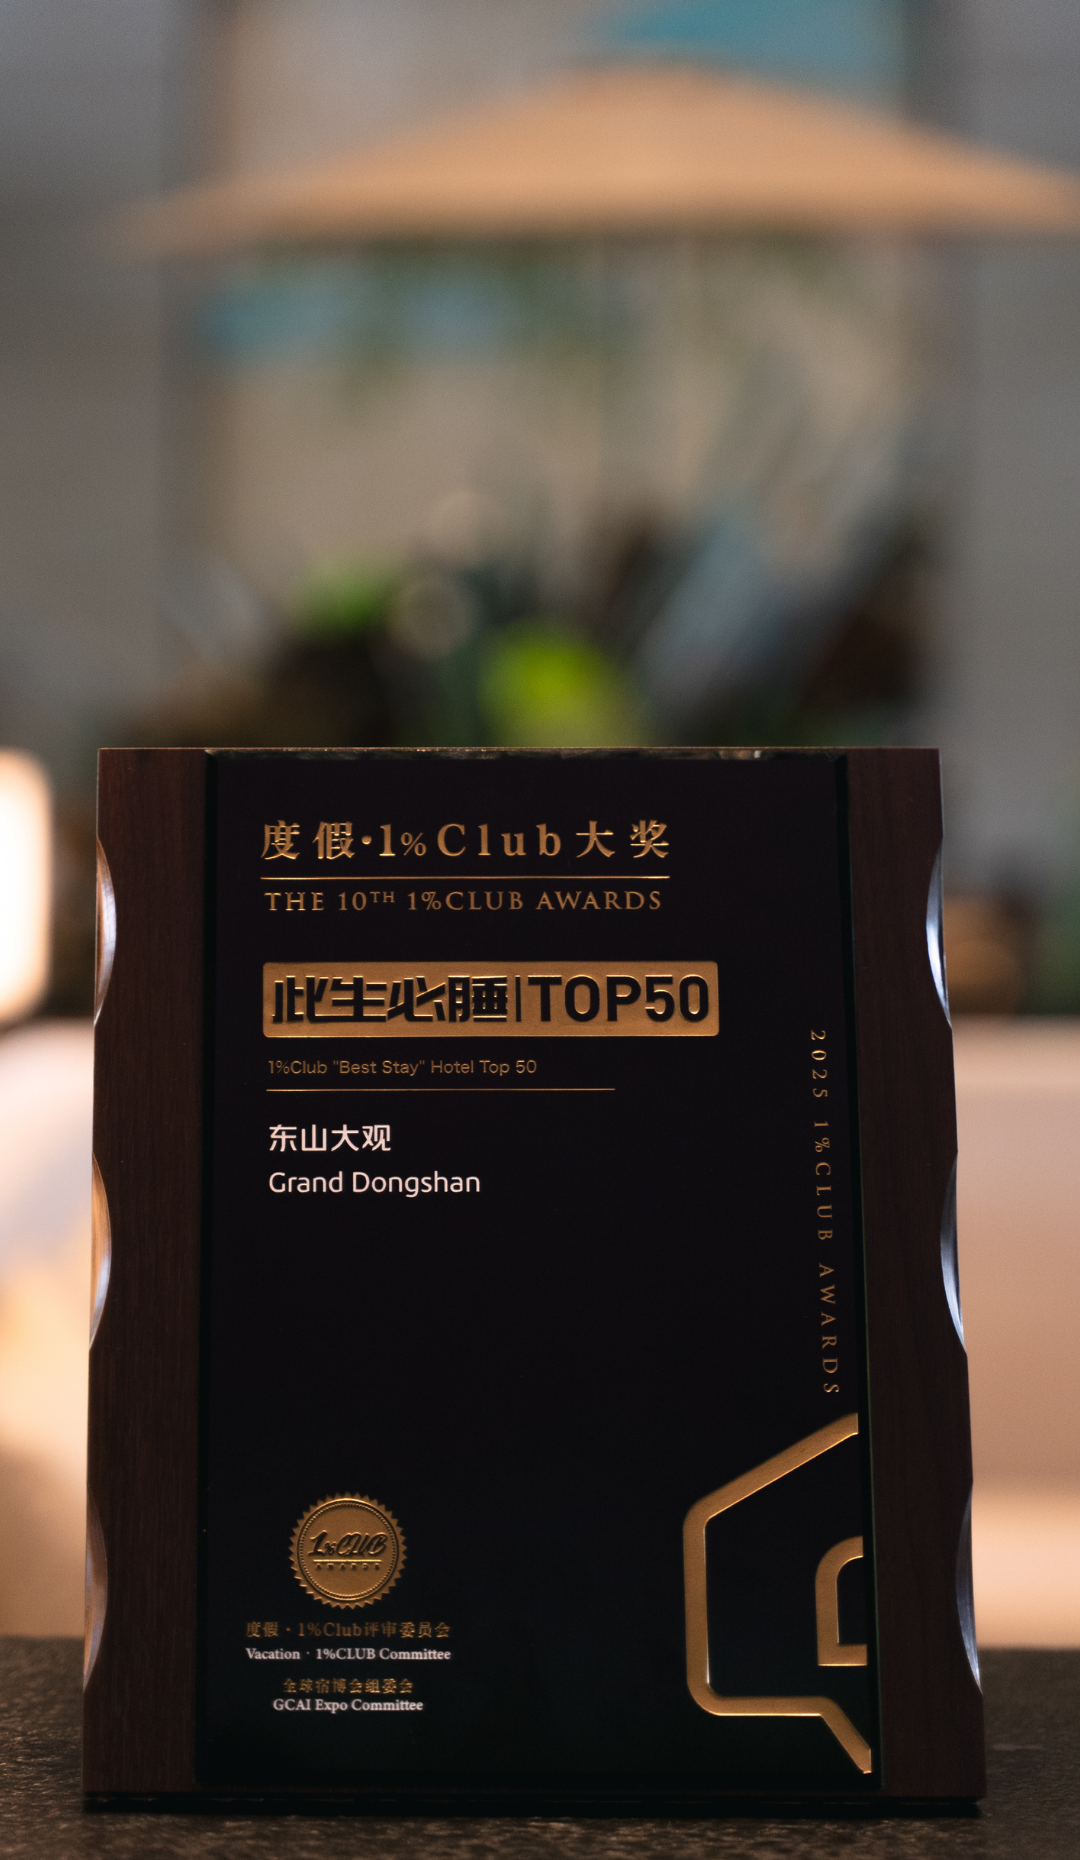 度假·1%Club大奖
THE 10TH 1%CLUB AWARDS
此生必睡|TOP50
1%Club "Best Stay" Hotel Top 50
东山大观
Grand Dongshan
2025 1%CLUB AWARDS
1%CLUB
AWARDS
度假·1%Club评审委员会
Vacation · 1%CLUB Committee
全球宿博会组委会
GCAI Expo Committee